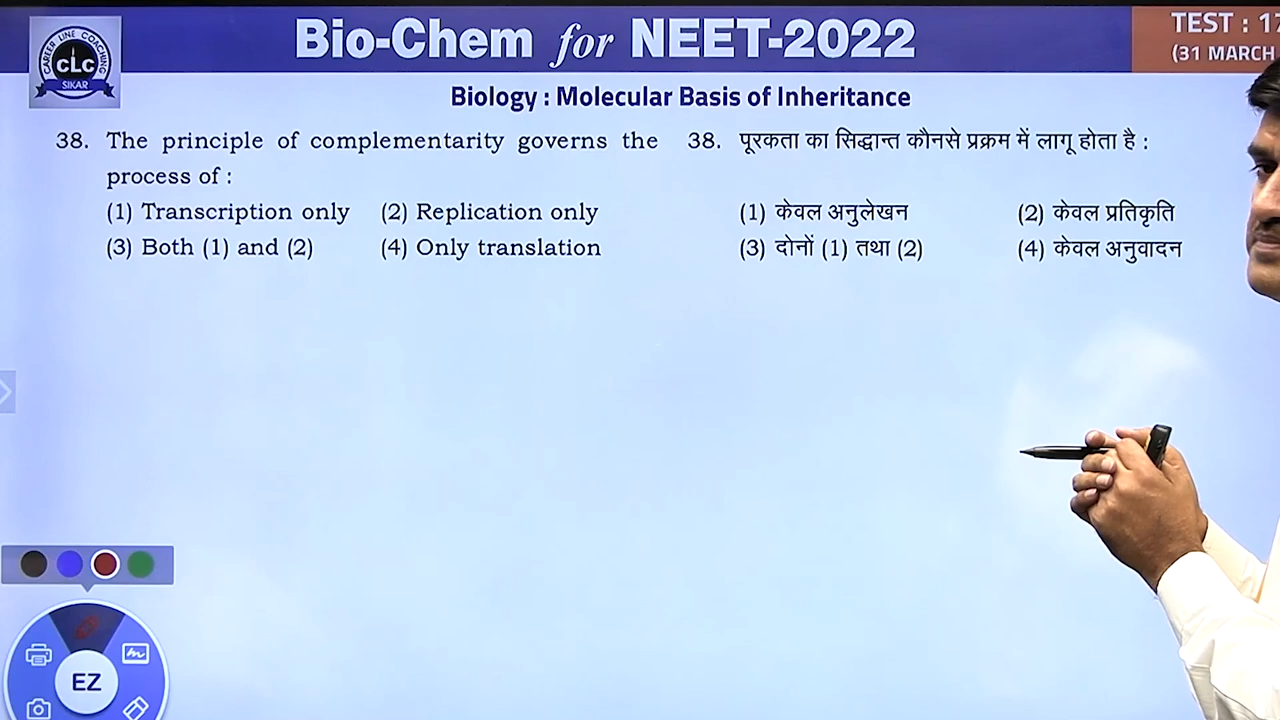 CAREER LINE COACHING
CLC
SIKAR
Bio-Chem for NEET-2022
TEST : 17
(31 MARCH
Biology : Molecular Basis of Inheritance
38. The principle of complementarity governs the
process of :
(1) Transcription only (2) Replication only
(3) Both (1) and (2) (4) Only translation
38. पूरकता का सिद्धान्त कौनसे प्रक्रम में लागू होता है :
(1) केवल अनुलेखन (2) केवल प्रतिकृति
(3) दोनों (1) तथा (2) (4) केवल अनुवादन
EZ